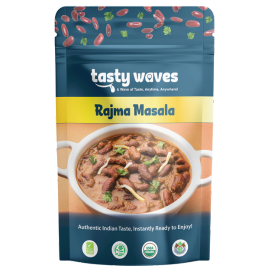 tasty waves
A Wave of Taste, Anytime, Anywhere!
Rajma Masala
Authentic Indian Taste, Instantly Ready to Enjoy!